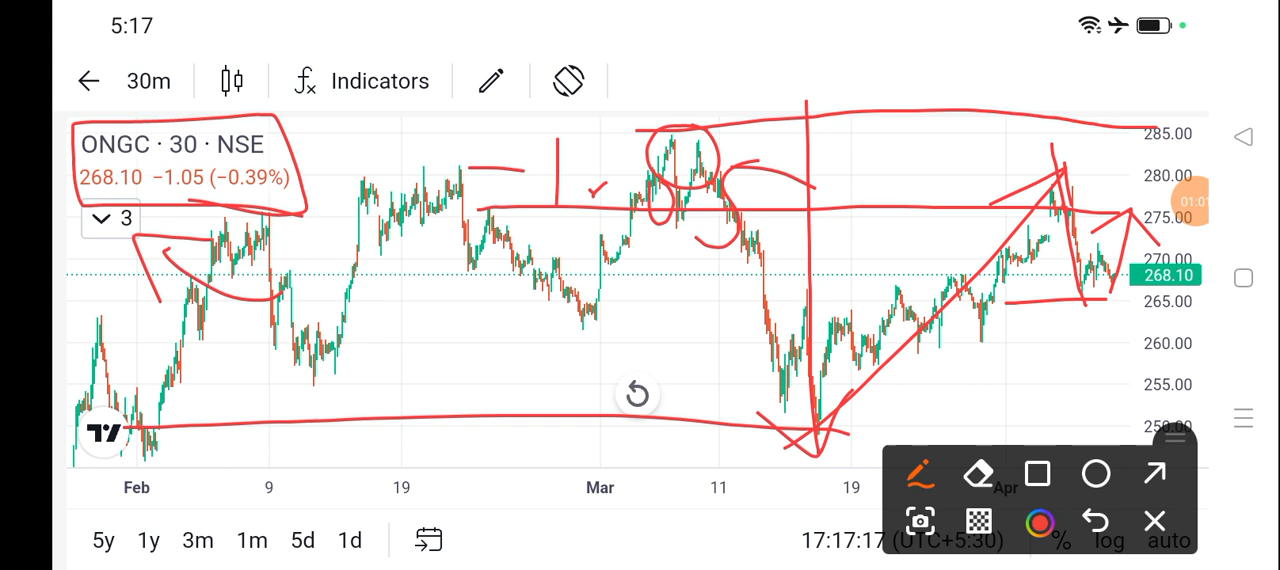 5:17
30m
Indicators
ONGC · 30 · NSE
268.10 −1.05 (−0.39%)
3
285.00
280.00
275.00
270.00
268.10
265.00
260.00
255.00
250.00
01:01
Feb
9
19
Mar
11
19
Apr
5y 1y 3m 1m 5d 1d
17:17:17 (UTC+5:30)
%
log
auto